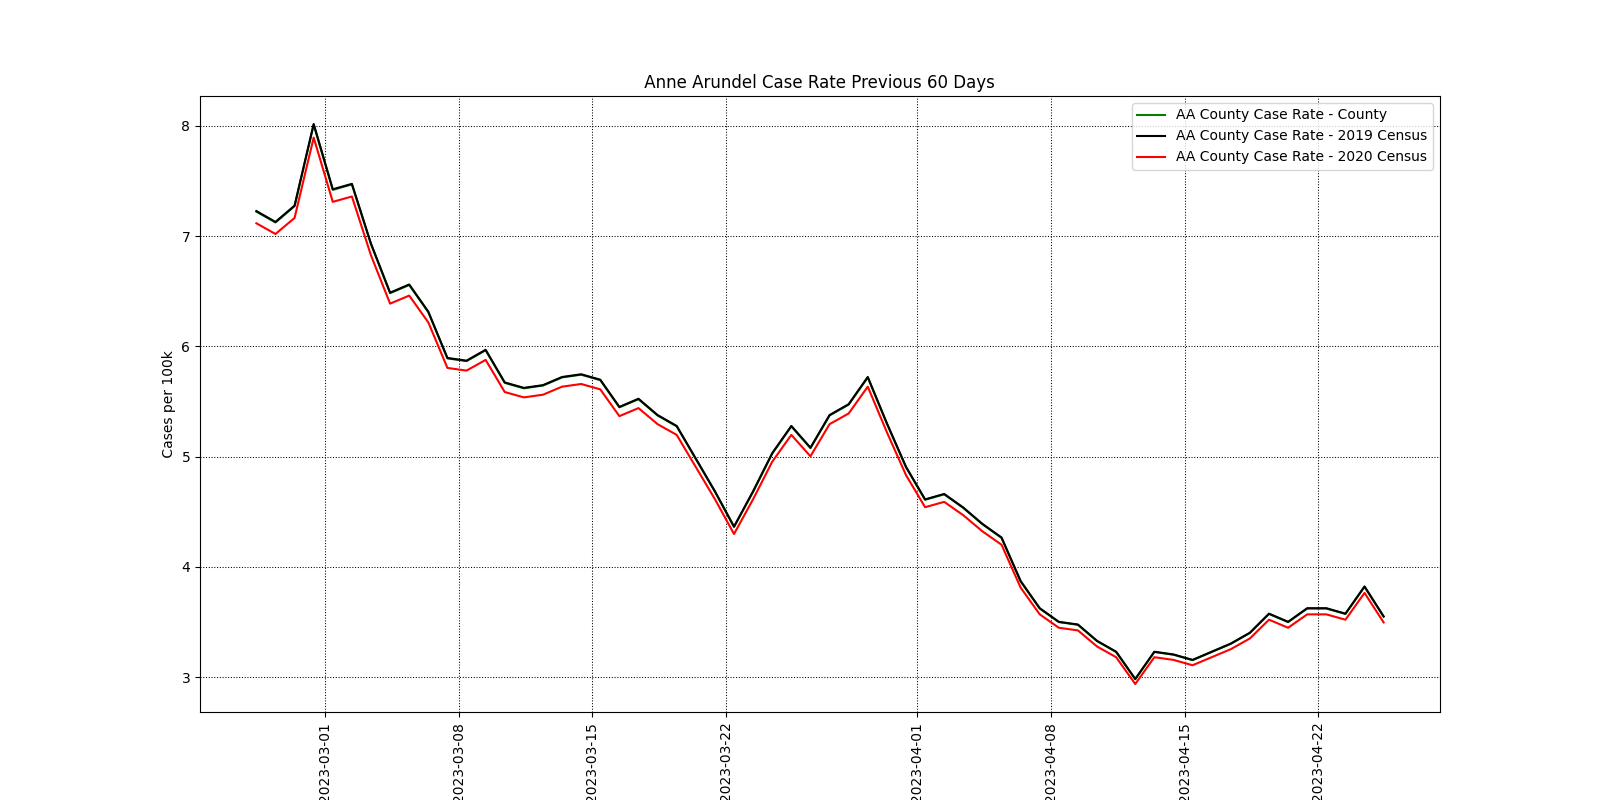 Anne Arundel Case Rate Previous 60 Days
AA County Case Rate - County
AA County Case Rate - 2019 Census
AA County Case Rate - 2020 Census
Cases per 100k
8
7
6
5
4
3
2023-03-01
2023-03-08
2023-03-15
2023-03-22
2023-04-01
2023-04-08
2023-04-15
2023-04-22